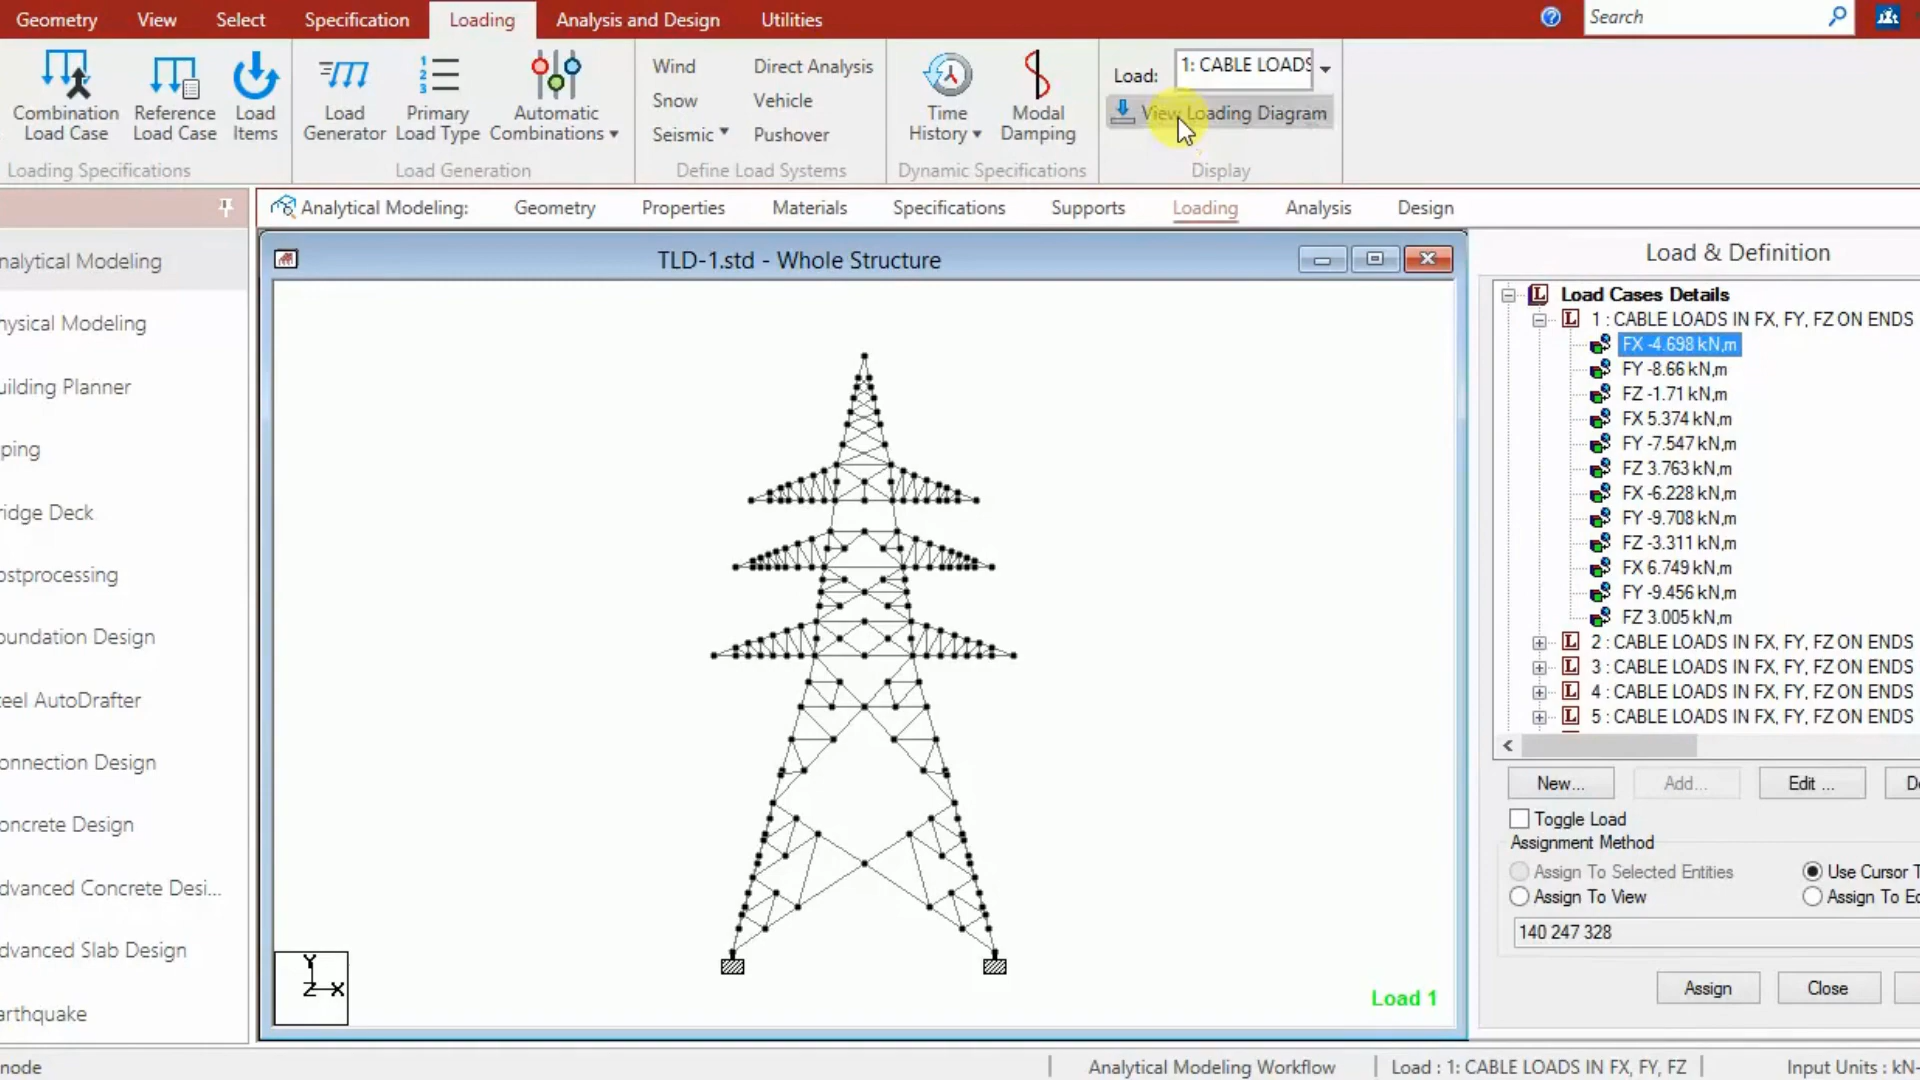 Geometry View Select Specification Loading Analysis and Design Utilities Search
Combination Load Case
Reference Load Case
Load Items
Loading Specifications
Load Generator
Primary Load Type
Automatic Combinations
Load Generation
Wind Direct Analysis
Snow Vehicle
Seismic Pushover
Define Load Systems
Time History
Modal Damping
Dynamic Specifications
Load: 1: CABLE LOADS
View Loading Diagram
Display
Analytical Modeling: Geometry Properties Materials Specifications Supports Loading Analysis Design
nalytical Modeling
hysical Modeling
uilding Planner
ping
ridge Deck
ostprocessing
oundation Design
eel AutoDrafter
onnection Design
oncrete Design
dvanced Concrete Desi...
dvanced Slab Design
arthquake
TLD-1.std - Whole Structure
Y
Z X
Load 1
Load & Definition
Load Cases Details
1 : CABLE LOADS IN FX, FY, FZ ON ENDS
FX -4.698 kN,m
FY -8.66 kN,m
FZ -1.71 kN,m
FX 5.374 kN,m
FY -7.547 kN,m
FZ 3.763 kN,m
FX -6.228 kN,m
FY -9.708 kN,m
FZ -3.311 kN,m
FX 6.749 kN,m
FY -9.456 kN,m
FZ 3.005 kN,m
2 : CABLE LOADS IN FX, FY, FZ ON ENDS
3 : CABLE LOADS IN FX, FY, FZ ON ENDS
4 : CABLE LOADS IN FX, FY, FZ ON ENDS
5 : CABLE LOADS IN FX, FY, FZ ON ENDS
New... Add... Edit ... De
Toggle Load
Assignment Method
Assign To Selected Entities Use Cursor T
Assign To View Assign To Ed
140 247 328
Assign Close
node Analytical Modeling Workflow Load : 1: CABLE LOADS IN FX, FY, FZ Input Units : kN-